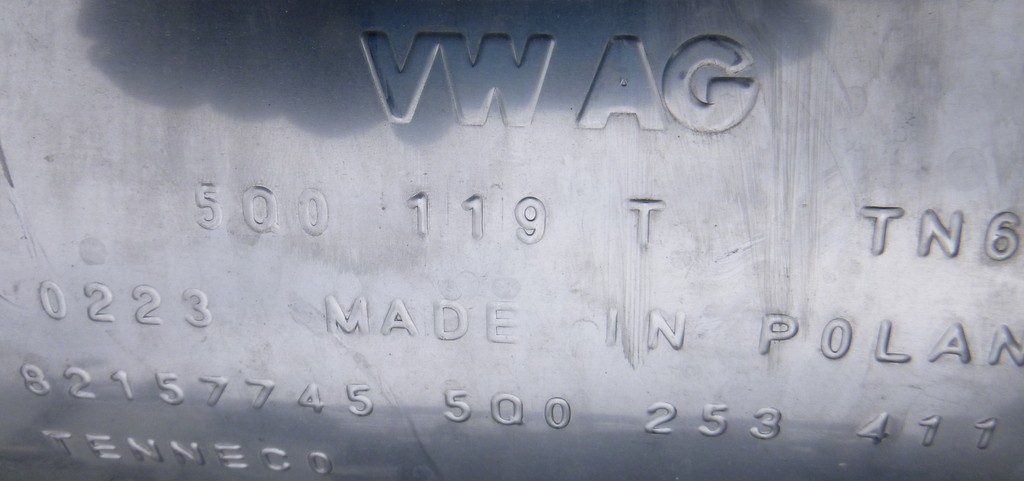 VW AG
5Q0 119 T TN6
0223 MADE IN POLAN
82157745 5Q0 253 411
TENNECO